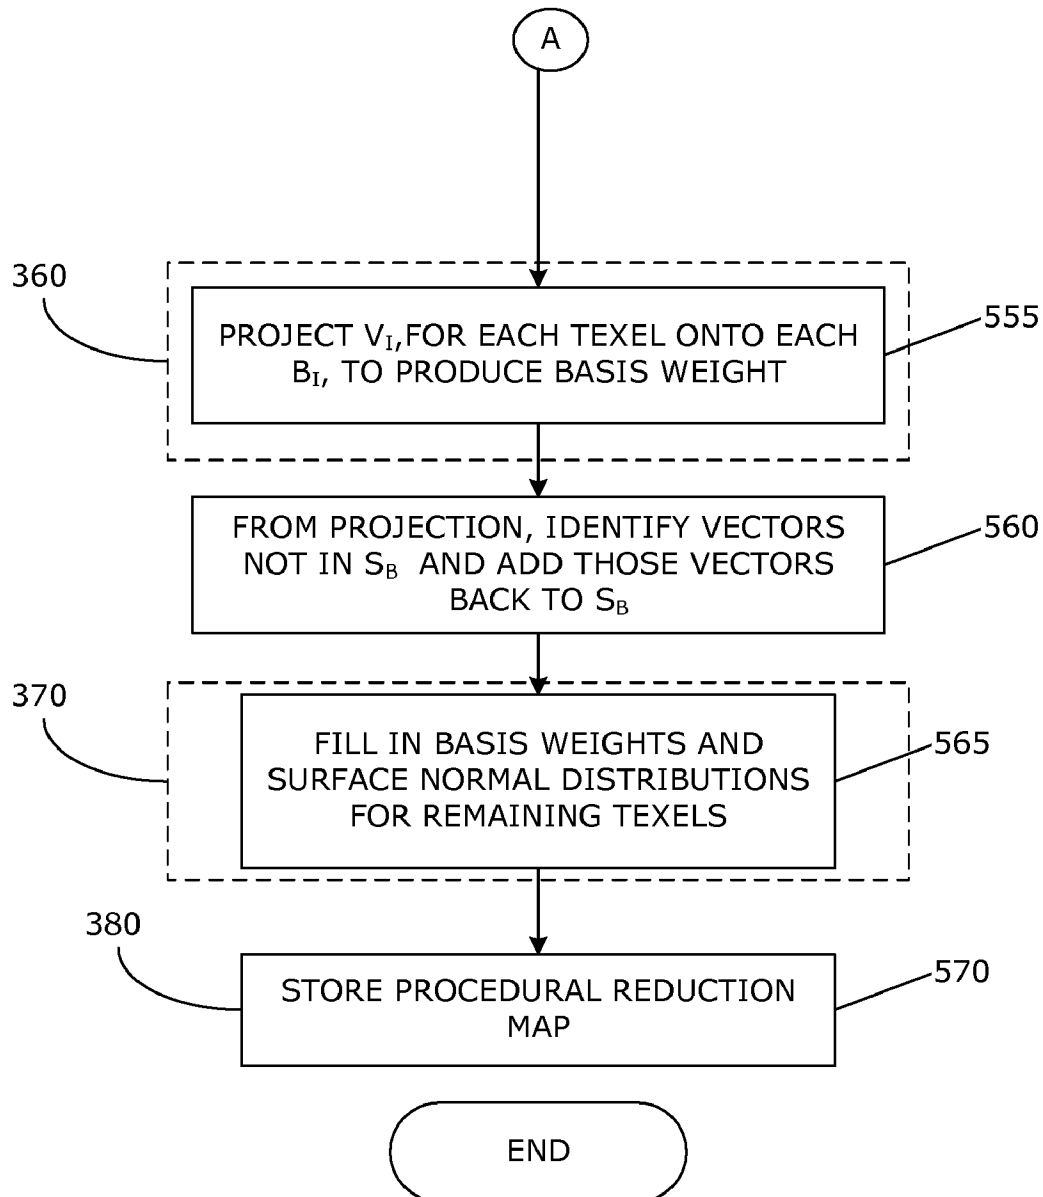 A
360
PROJECT V_I,FOR EACH TEXEL ONTO EACH
B_I, TO PRODUCE BASIS WEIGHT
555
FROM PROJECTION, IDENTIFY VECTORS
NOT IN S_B AND ADD THOSE VECTORS
BACK TO S_B
560
370
FILL IN BASIS WEIGHTS AND
SURFACE NORMAL DISTRIBUTIONS
FOR REMAINING TEXELS
565
380
STORE PROCEDURAL REDUCTION
MAP
570
END